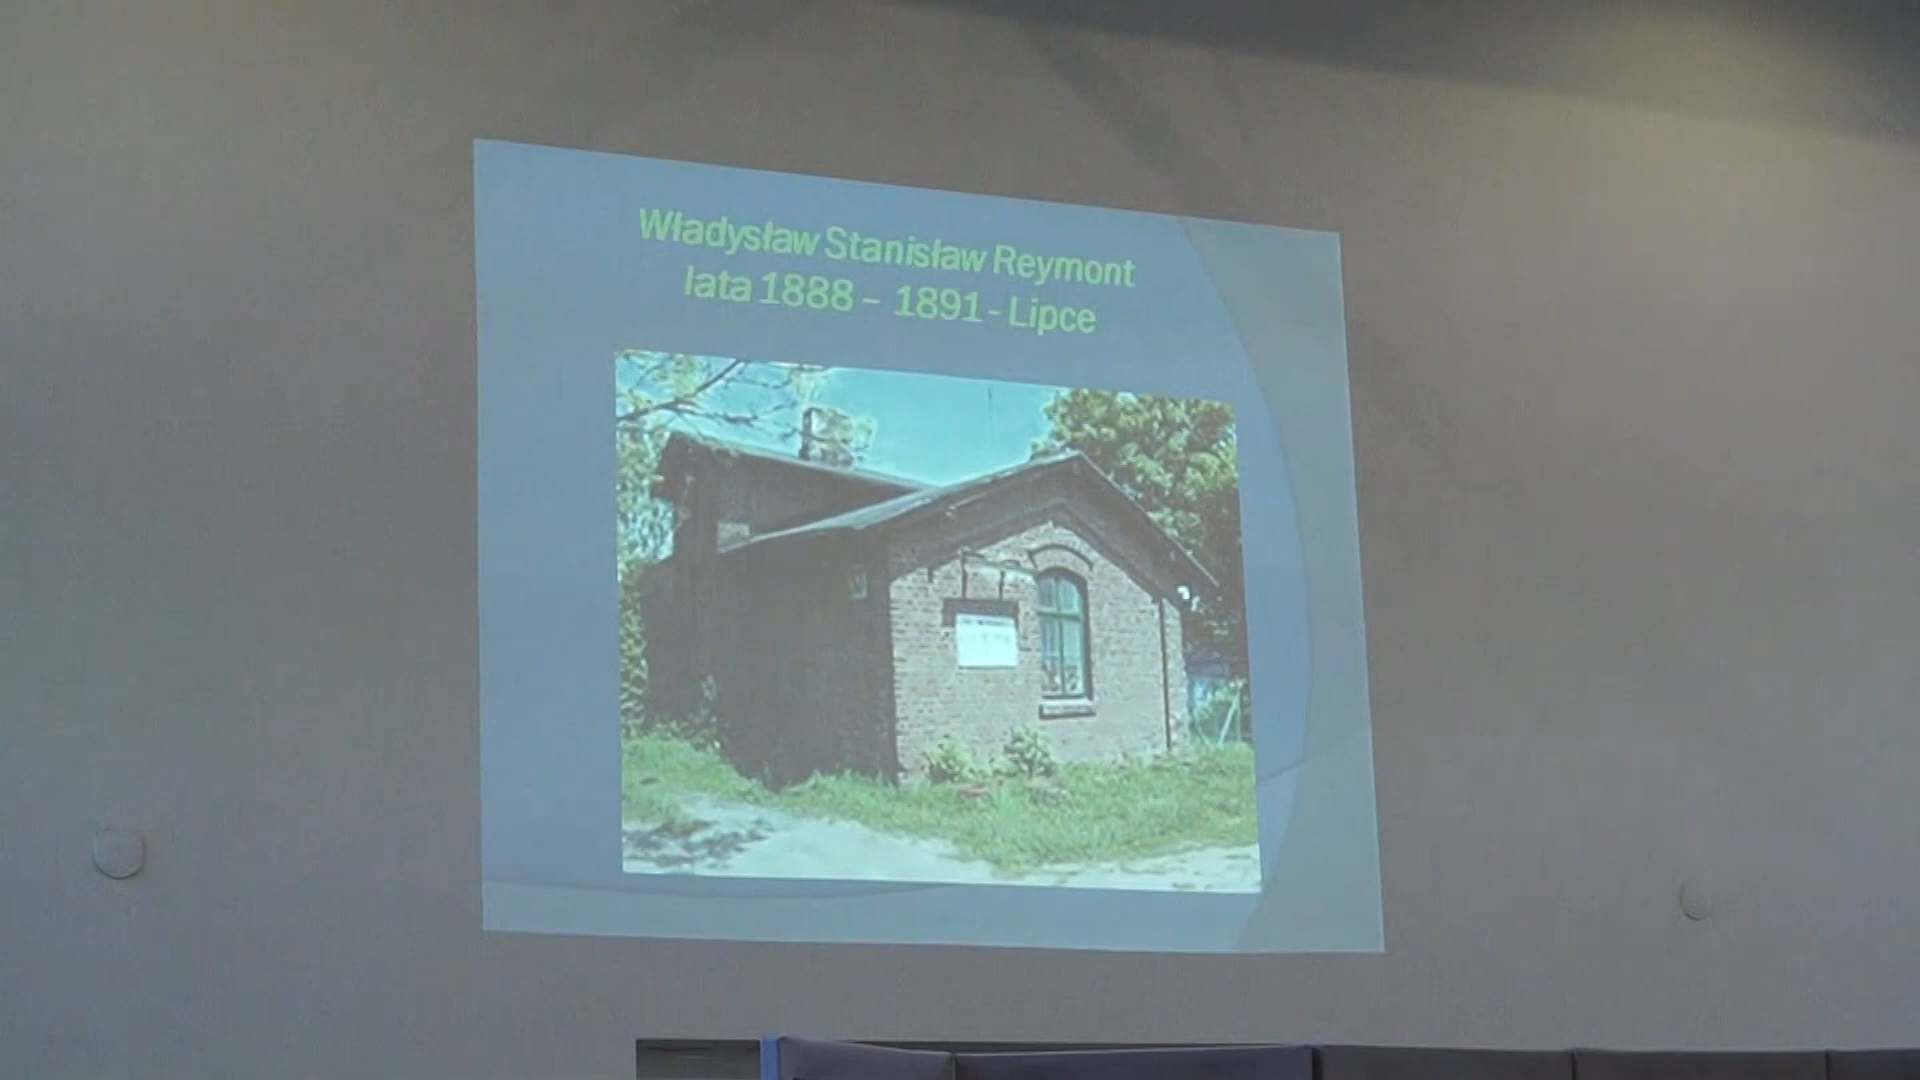 Władysław Stanisław Reymont
lata 1888 - 1891 - Lipce